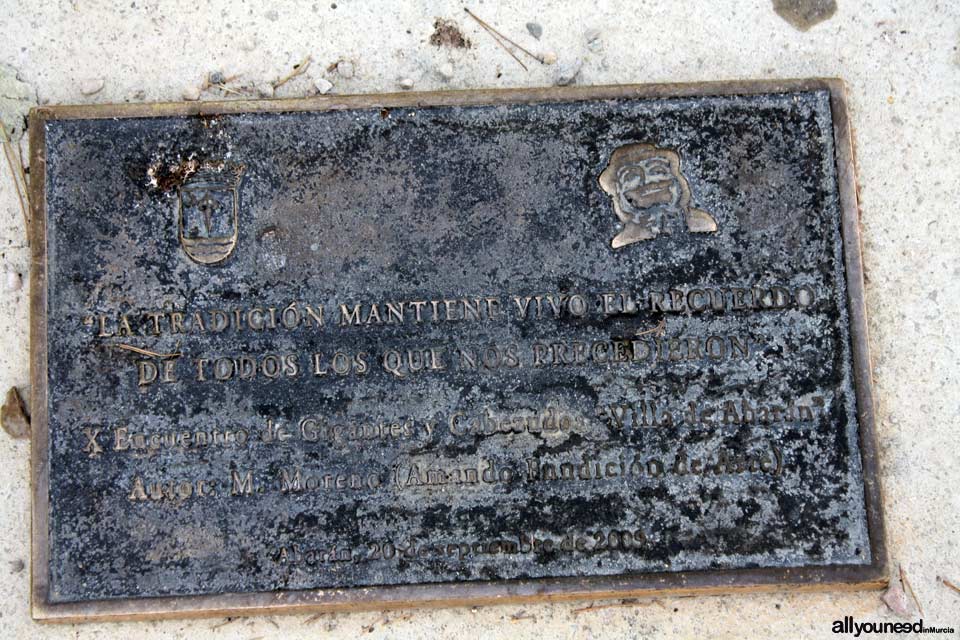 "LA TRADICIÓN MANTIENE VIVO EL RECUERDO
DE TODOS LOS QUE NOS PRECEDIERON"
X Encuentro de Gigantes y Cabezudos "Villa de Abarán"
Autor: M. Moreno (Amando Fundición de Arte)
Abarán, 20 de septiembre de 2009
allyouneedinMurcia